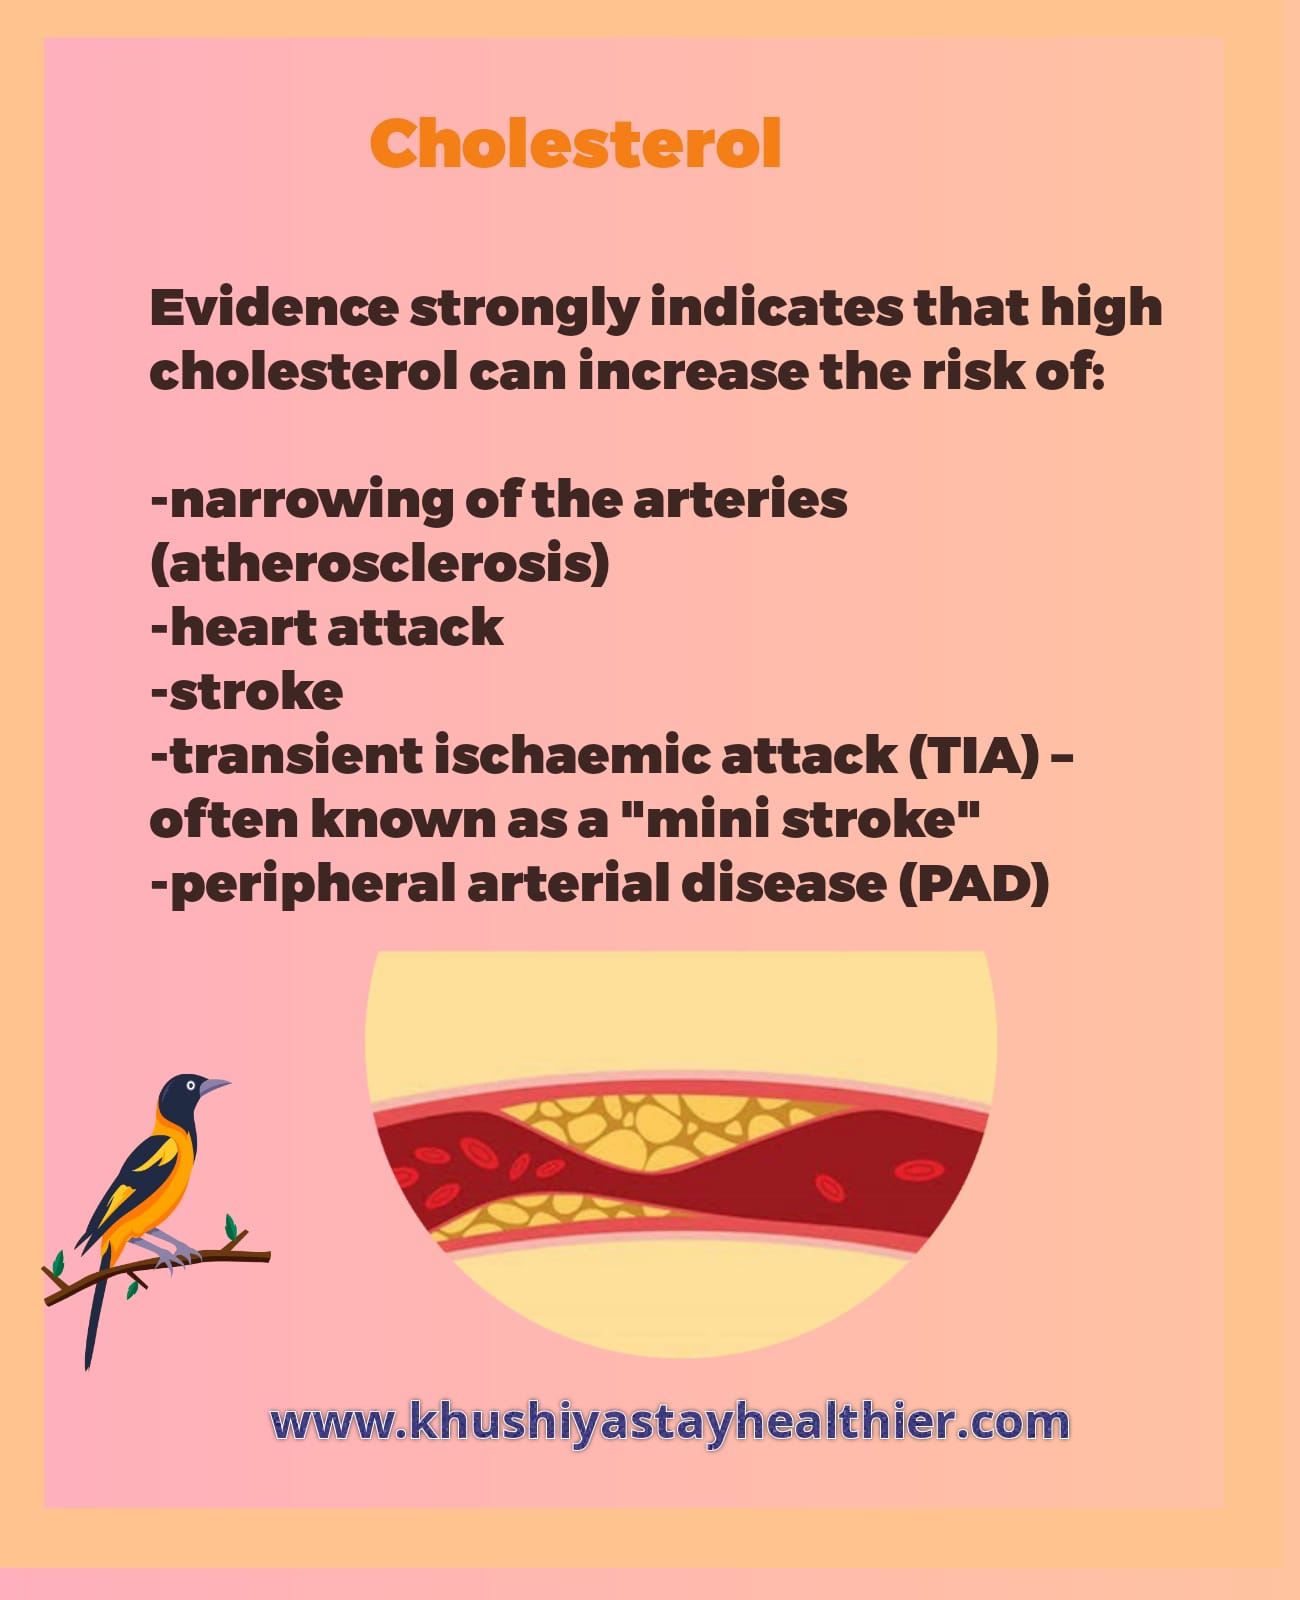 Cholesterol
Evidence strongly indicates that high
cholesterol can increase the risk of:
-narrowing of the arteries
(atherosclerosis)
-heart attack
-stroke
-transient ischaemic attack (TIA) –
often known as a "mini stroke"
-peripheral arterial disease (PAD)
www.khushiyastayhealthier.com